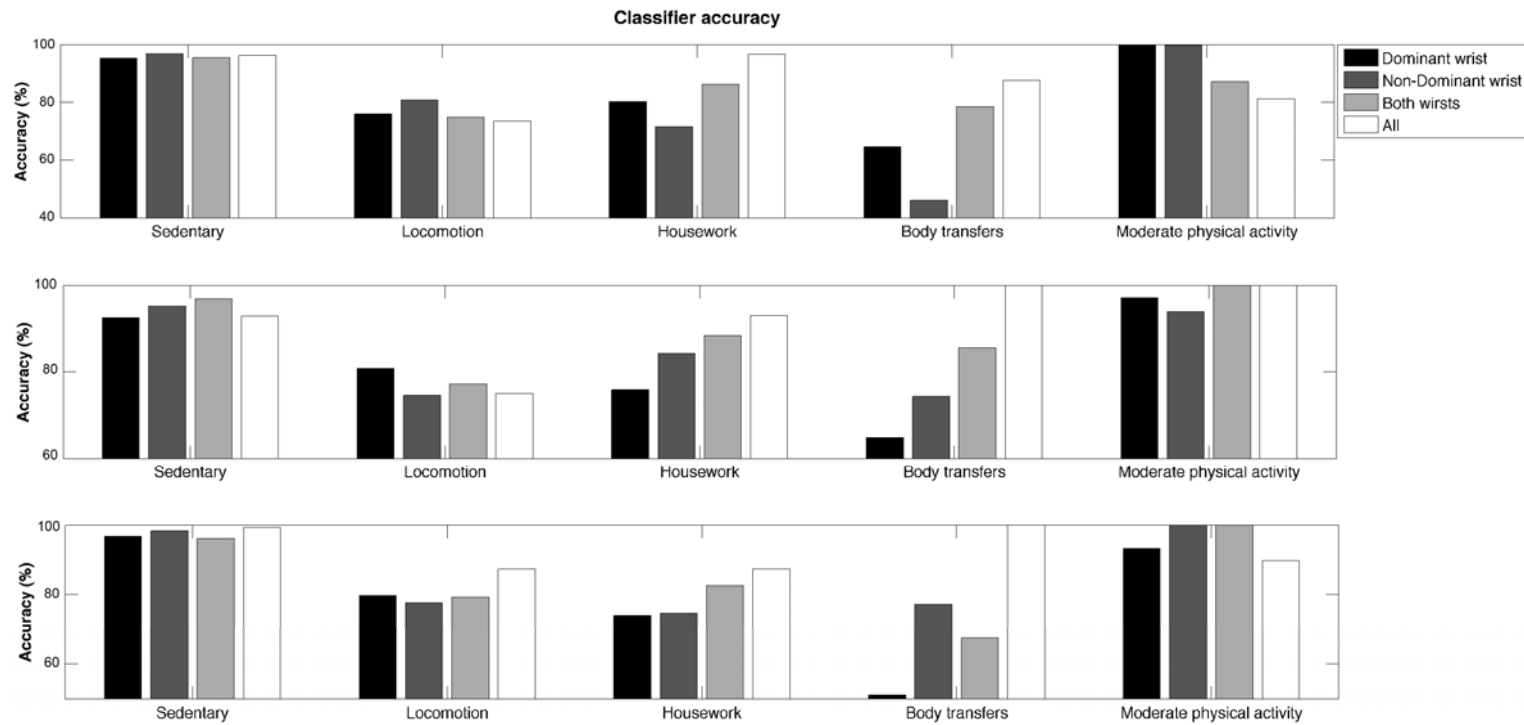 Classifier accuracy
100
80
60
40
Accuracy (%)
Sedentary Locomotion Housework Body transfers Moderate physical activity
Dominant wrist
Non-Dominant wrist
Both wirsts
All
100
80
60
Accuracy (%)
Sedentary Locomotion Housework Body transfers Moderate physical activity
100
80
60
Accuracy (%)
Sedentary Locomotion Housework Body transfers Moderate physical activity